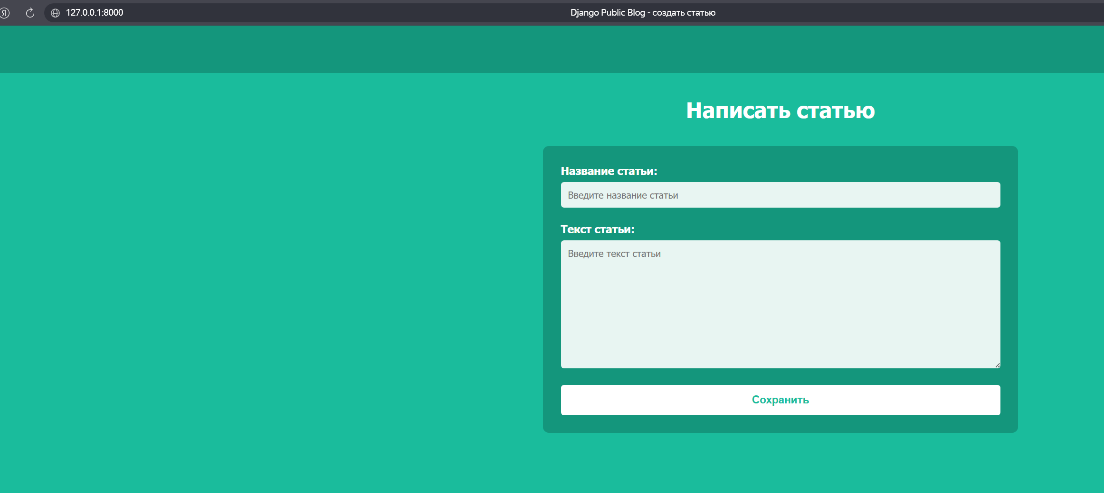 Я
127.0.0.1:8000
Django Public Blog - создать статью
Написать статью
Название статьи:
Введите название статьи
Текст статьи:
Введите текст статьи
Сохранить